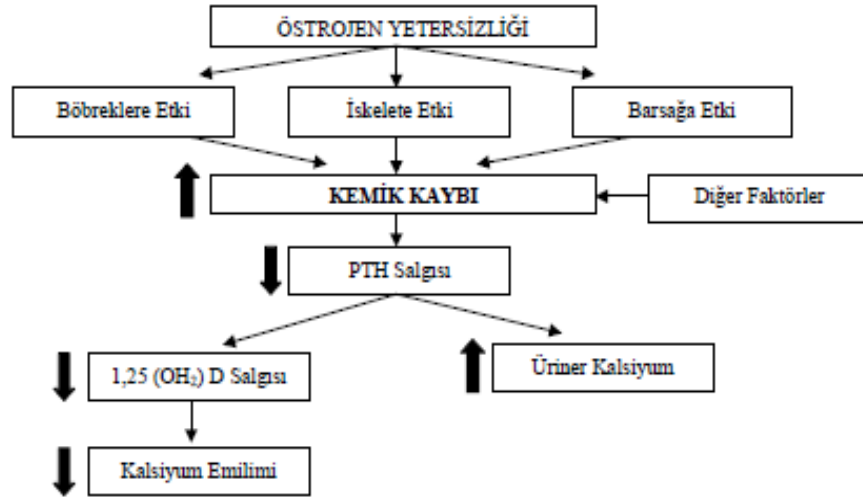 ÖSTROJEN YETERSİZLİĞİ
Böbreklere Etki
İskelete Etki
Barsağa Etki
KEMİK KAYBI
Diğer Faktörler
PTH Salgısı
1,25 (OH₂) D Salgısı
Üriner Kalsiyum
Kalsiyum Emilimi